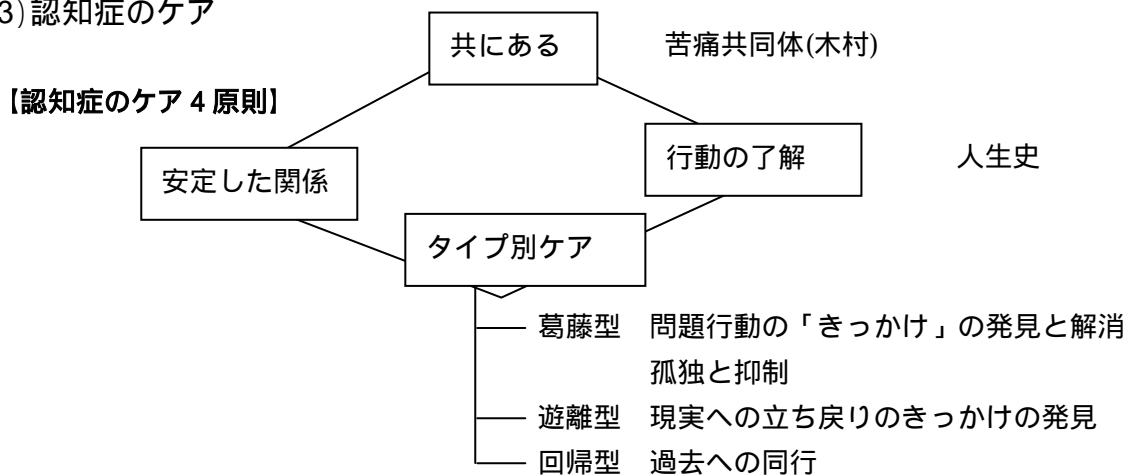 3)認知症のケア
共にある 苦痛共同体(木村)
【認知症のケア4原則】
行動の了解 人生史
安定した関係
タイプ別ケア
葛藤型 問題行動の「きっかけ」の発見と解消
孤独と抑制
遊離型 現実への立ち戻りのきっかけの発見
回帰型 過去への同行